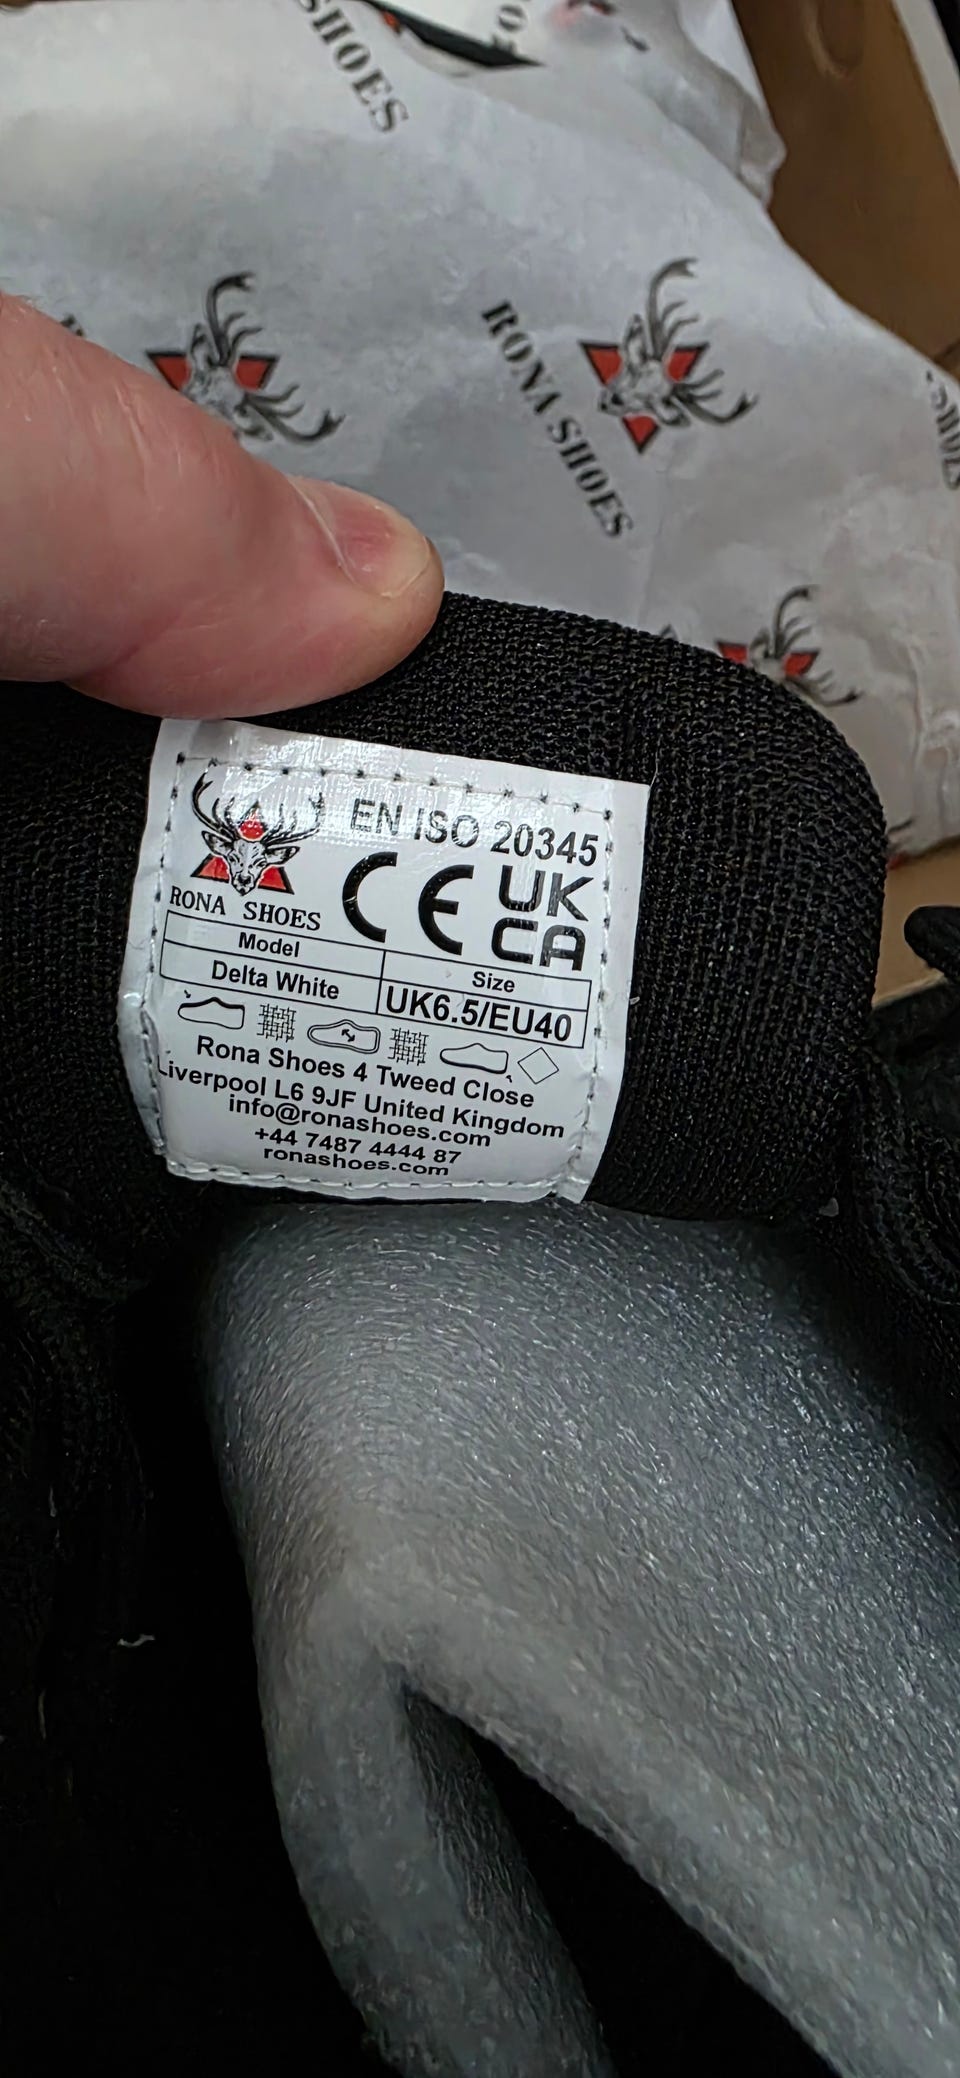 SHOES
RONA SHOES
SHOES
EN ISO 20345
CE UK
CA
RONA SHOES
Model
Size
Delta White
UK6.5/EU40
Rona Shoes 4 Tweed Close
Liverpool L6 9JF United Kingdom
info@ronashoes.com
+44 7487 4444 87
ronashoes.com